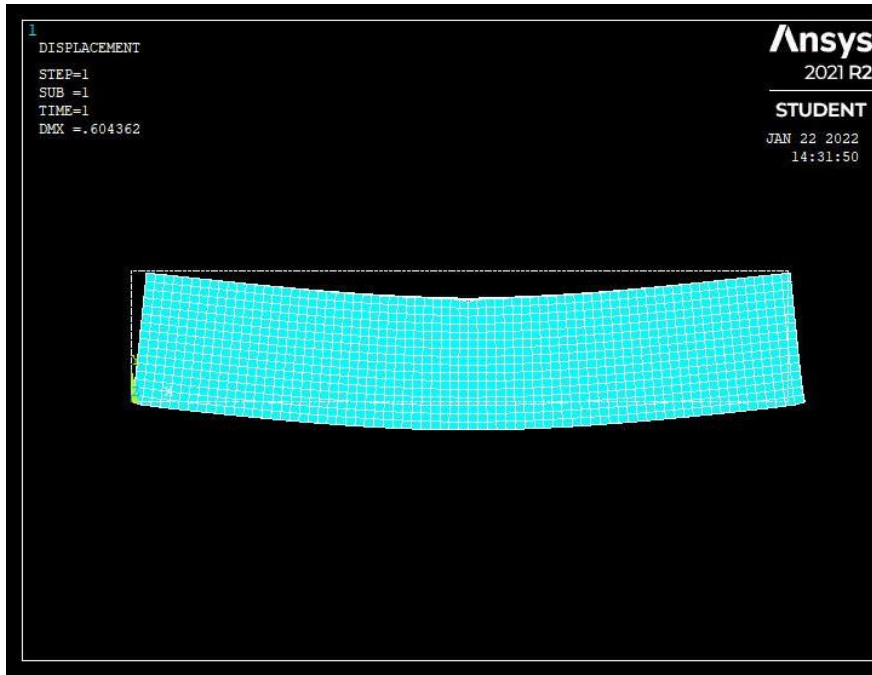 1
DISPLACEMENT
STEP=1
SUB =1
TIME=1
DMX =.604362
Ansys
2021 R2
STUDENT
JAN 22 2022
14:31:50